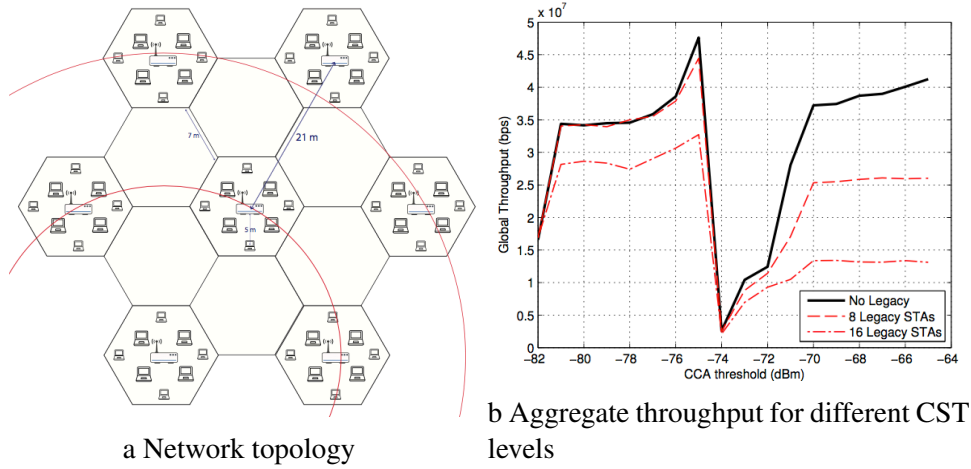 7 m
21 m
5 m
a Network topology
x 10⁷
5
4.5
4
3.5
3
2.5
2
1.5
1
0.5
0
Global Throughput (bps)
−82 −80 −78 −76 −74 −72 −70 −68 −66 −64
CCA threshold (dBm)
No Legacy
8 Legacy STAs
16 Legacy STAs
b Aggregate throughput for different CST
levels